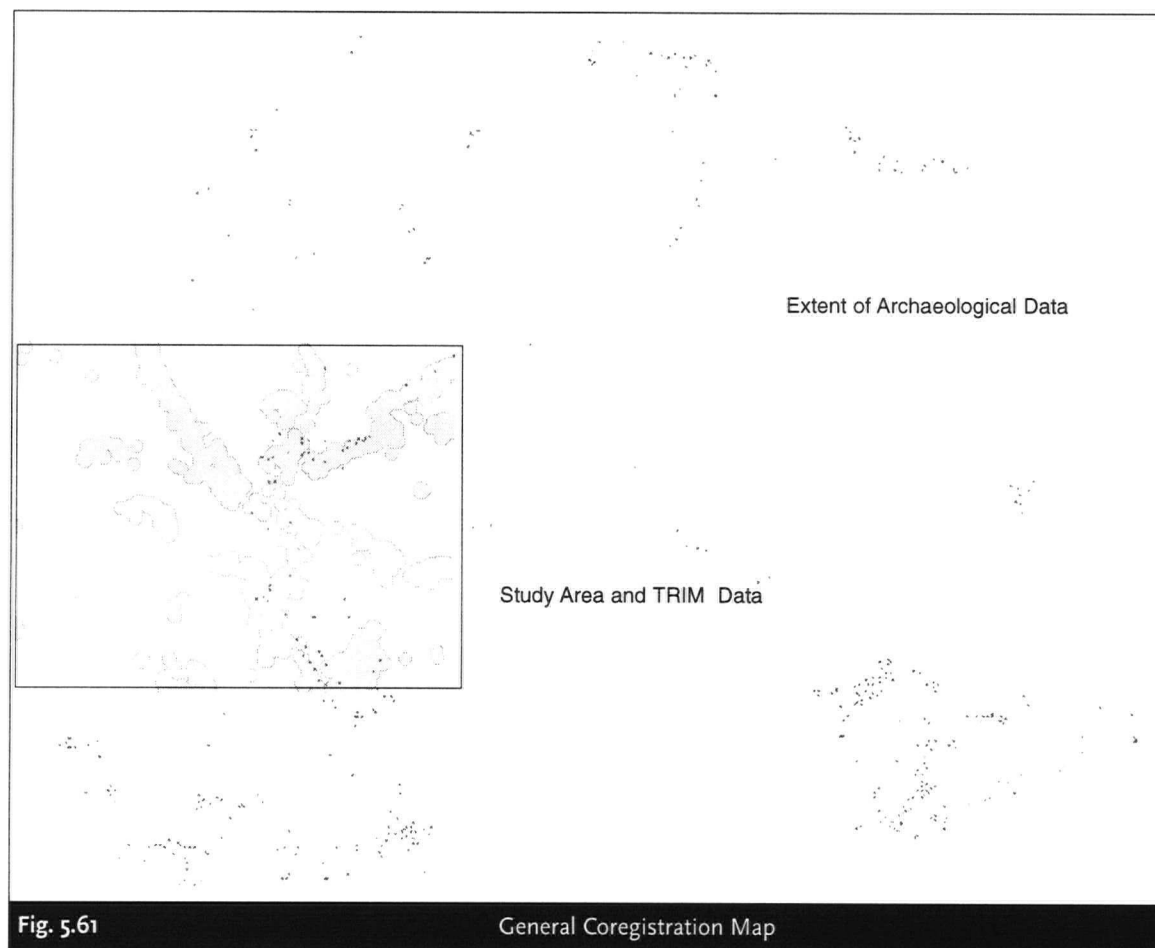 Extent of Archaeological Data
Study Area and TRIM Data
Fig. 5.61 General Coregistration Map